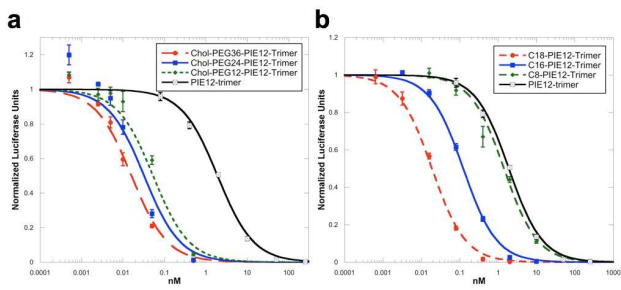 a
b
Chol-PEG36-PIE12-Trimer
Chol-PEG24-PIE12-Trimer
Chol-PEG12-PIE12-Trimer
PIE12-trimer
Normalized Luciferase Units
1.2
1
0.8
0.6
0.4
0.2
0
0.0001
0.001
0.01
0.1
1
10
100
nM
C18-PIE12-Trimer
C16-PIE12-Trimer
C8-PIE12-Trimer
PIE12-trimer
Normalized Luciferase Units
1.2
1
0.8
0.6
0.4
0.2
0
0.0001
0.001
0.01
0.1
1
10
100
1000
nM